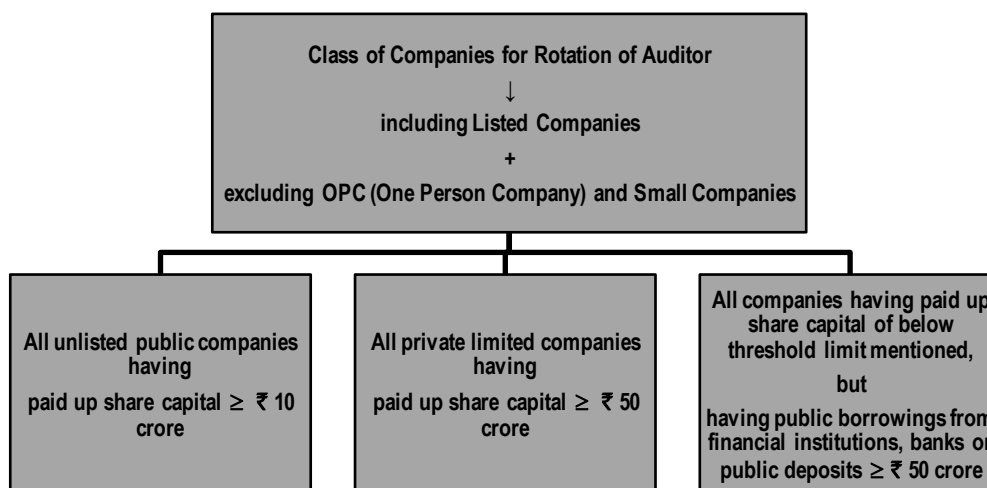 Class of Companies for Rotation of Auditor
↓
including Listed Companies
+
excluding OPC (One Person Company) and Small Companies
All unlisted public companies
having
paid up share capital ≥ ₹ 10
crore
All private limited companies
having
paid up share capital ≥ ₹ 50
crore
All companies having paid up
share capital of below
threshold limit mentioned,
but
having public borrowings from
financial institutions, banks or
public deposits ≥ ₹ 50 crore